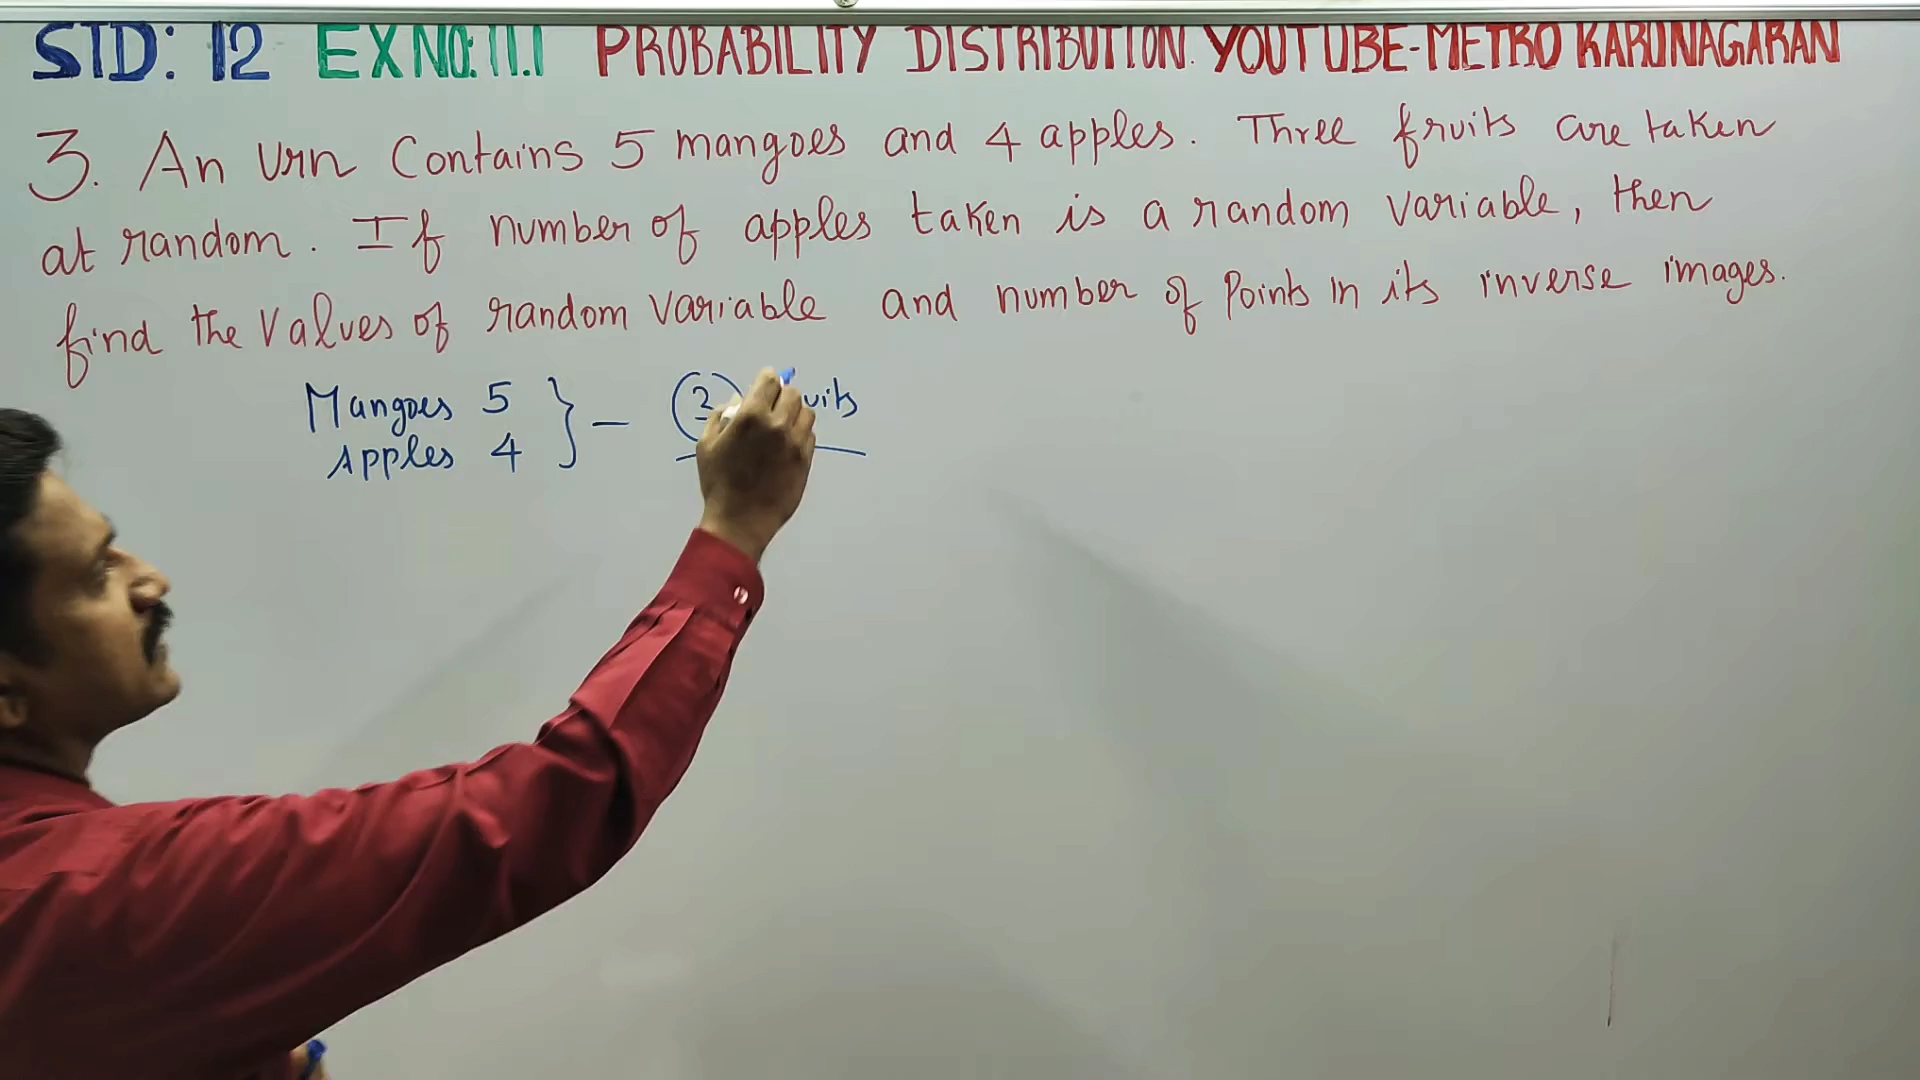 STD: 12 EX NO: 11.1 PROBABILITY DISTRIBUTION. YOUTUBE-METRO KARUNAGARAN
3. An Urn Contains 5 mangoes and 4 apples. Three fruits are taken
at random. If number of apples taken is a random variable, then
find the Values of random variable and number of Points in its inverse images.
Mangoes 5
Apples 4